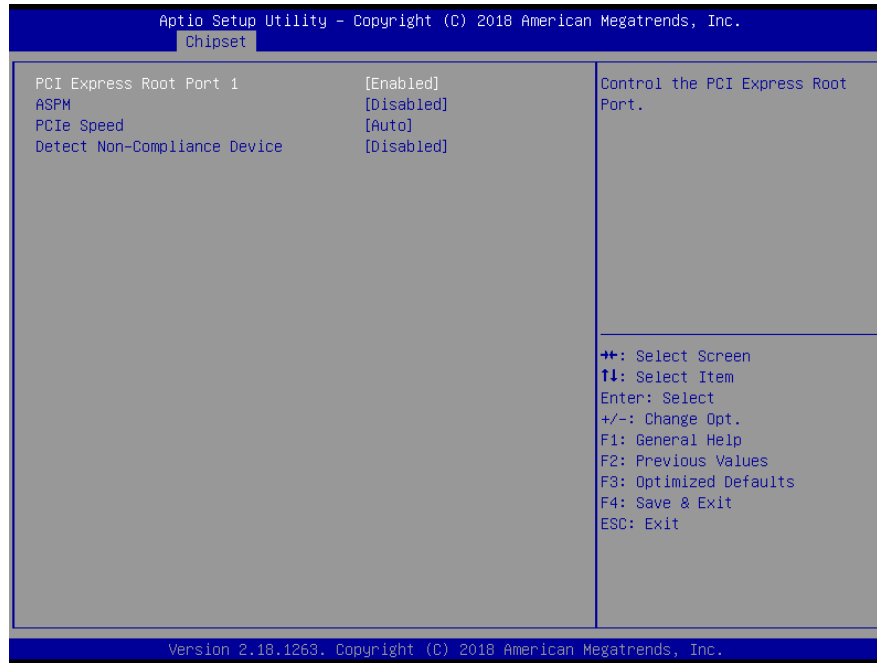 Aptio Setup Utility – Copyright (C) 2018 American Megatrends, Inc.
Chipset
PCI Express Root Port 1 [Enabled]
ASPM [Disabled]
PCIe Speed [Auto]
Detect Non-Compliance Device [Disabled]
Control the PCI Express Root
Port.
→←: Select Screen
↑↓: Select Item
Enter: Select
+/-: Change Opt.
F1: General Help
F2: Previous Values
F3: Optimized Defaults
F4: Save & Exit
ESC: Exit
Version 2.18.1263. Copyright (C) 2018 American Megatrends, Inc.